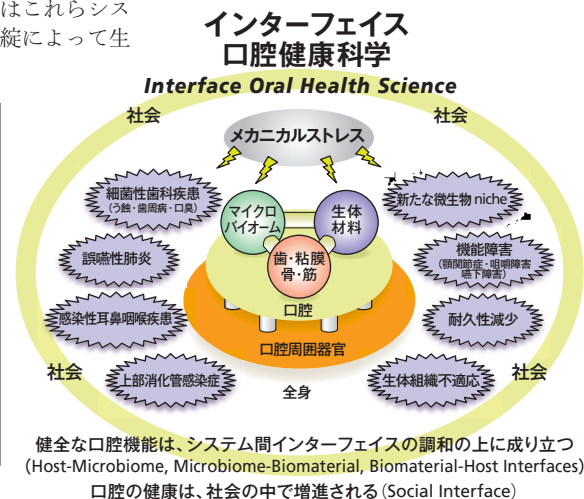 はこれらシス
綻によって生
インターフェイス
口腔健康科学
Interface Oral Health Science
社会
社会
メカニカルストレス
細菌性歯科疾患
(う蝕・歯周病・口臭)
マイクロ
バイオーム
生体
材料
新たな微生物 niche
誤嚥性肺炎
歯・粘膜
骨・筋
機能障害
(顎関節症・咀嚼障害
嚥下障害)
感染性耳鼻咽喉疾患
口腔
耐久性減少
口腔周囲器官
社会
上部消化管感染症
全身
生体組織不適応
社会
健全な口腔機能は、システム間インターフェイスの調和の上に成り立つ
(Host-Microbiome, Microbiome-Biomaterial, Biomaterial-Host Interfaces)
口腔の健康は、社会の中で増進される(Social Interface)